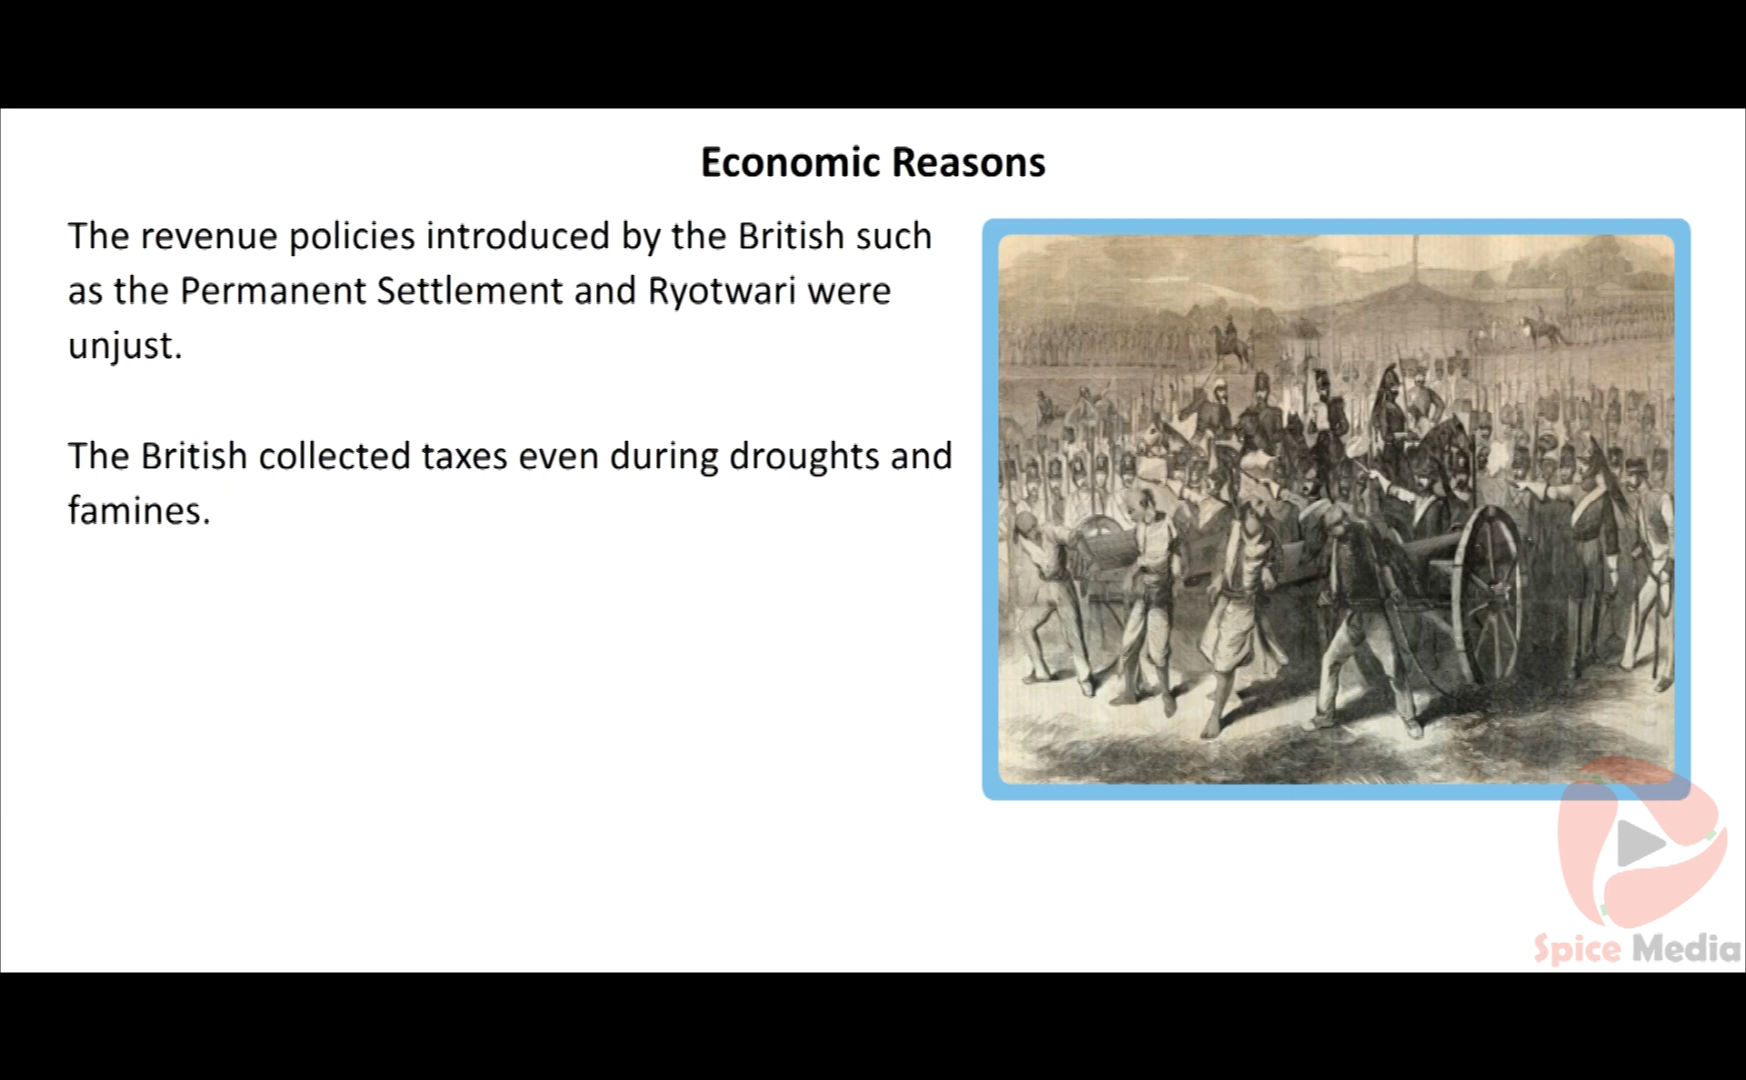 Economic Reasons
The revenue policies introduced by the British such
as the Permanent Settlement and Ryotwari were
unjust.
The British collected taxes even during droughts and
famines.
Spice Media